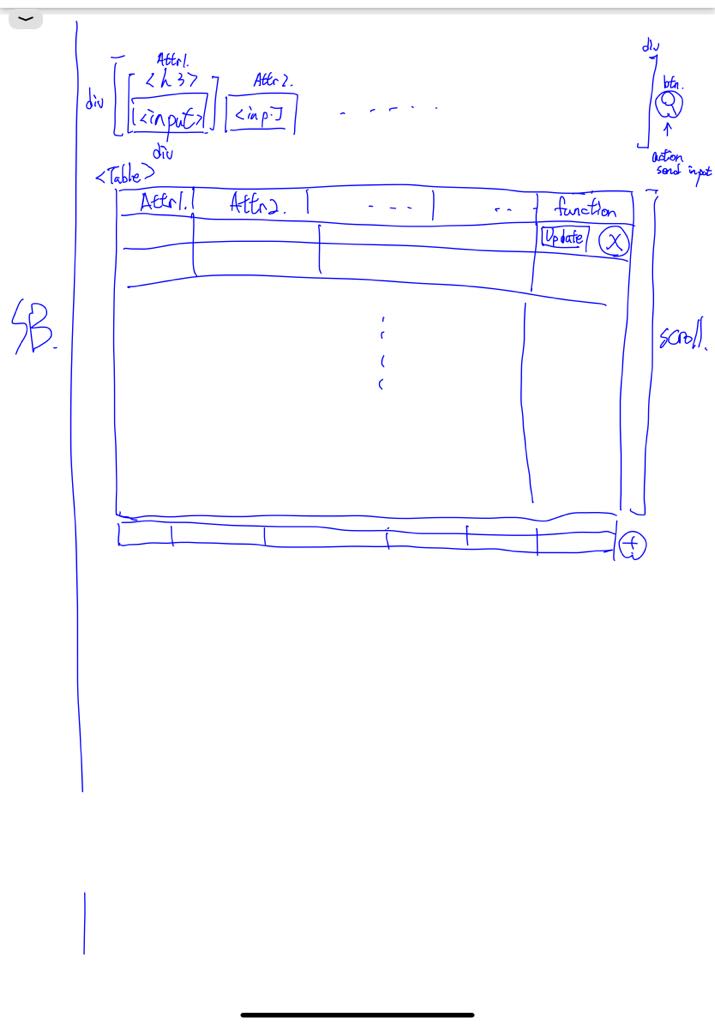 Attr1.
<h3>
<input>
div
div
Attr2.
<inp:]
div
btn.
action
send input
<Table>
Attr1.
Attr2.
function
Update
X
SB.
scroll.
+